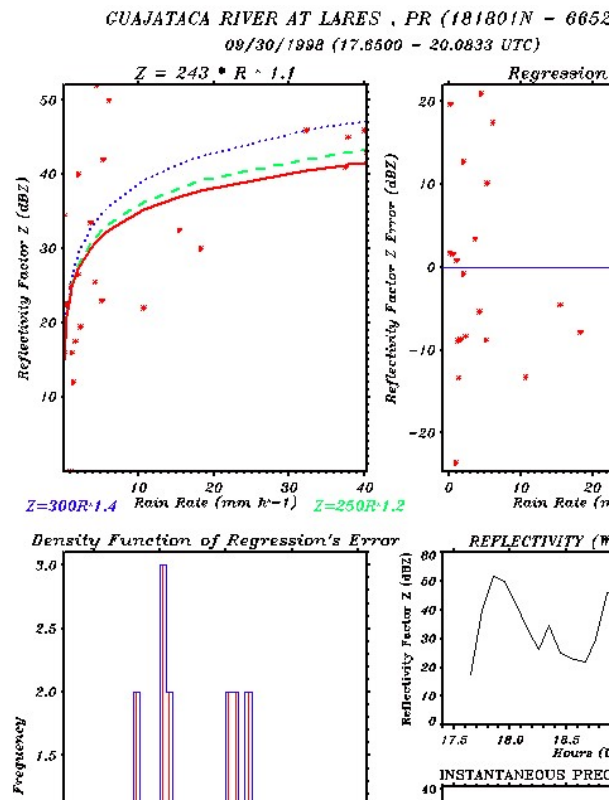 GUAJATACA RIVER AT LARES , PR (181801N - 6652
09/30/1998 (17.6500 - 20.0833 UTC)
Z = 243 * R ^ 1.1
Reflectivity Factor Z (dBZ)
50
40
30
20
10
0 10 20 30 40
Rain Rate (mm h^-1)
Z=300R^1.4
Z=250R^1.2
Regression
Reflectivity Factor Z Error (dBZ)
20
10
0
-10
-20
0 10 20
Rain Rate (m
Density Function of Regression's Error
Frequency
3.0
2.5
2.0
1.5
REFLECTIVITY (W
Reflectivity Factor Z (dBZ)
80
60
50
40
30
20
10
0
17.5 18.0 18.5
Hours (U
INSTANTANEOUS PREC
40